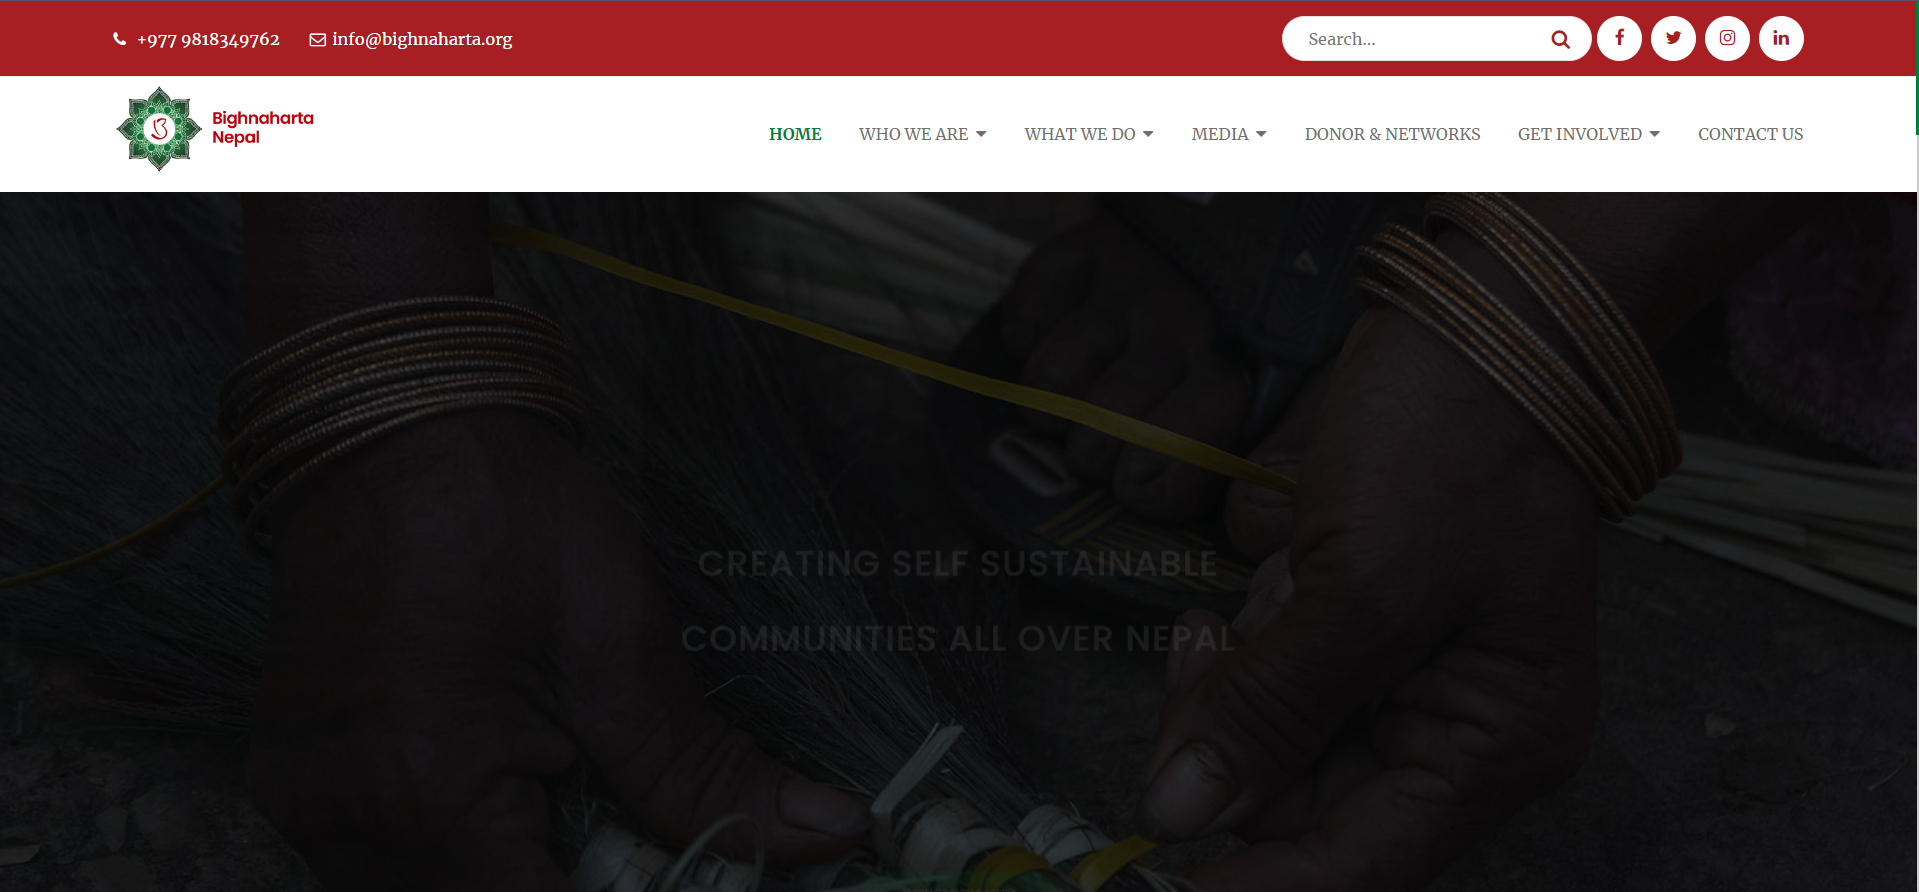 +977 9818349762 info@bighnaharta.org Search...
Bighnaharta
Nepal
HOME WHO WE ARE WHAT WE DO MEDIA DONOR & NETWORKS GET INVOLVED CONTACT US
CREATING SELF SUSTAINABLE
COMMUNITIES ALL OVER NEPAL